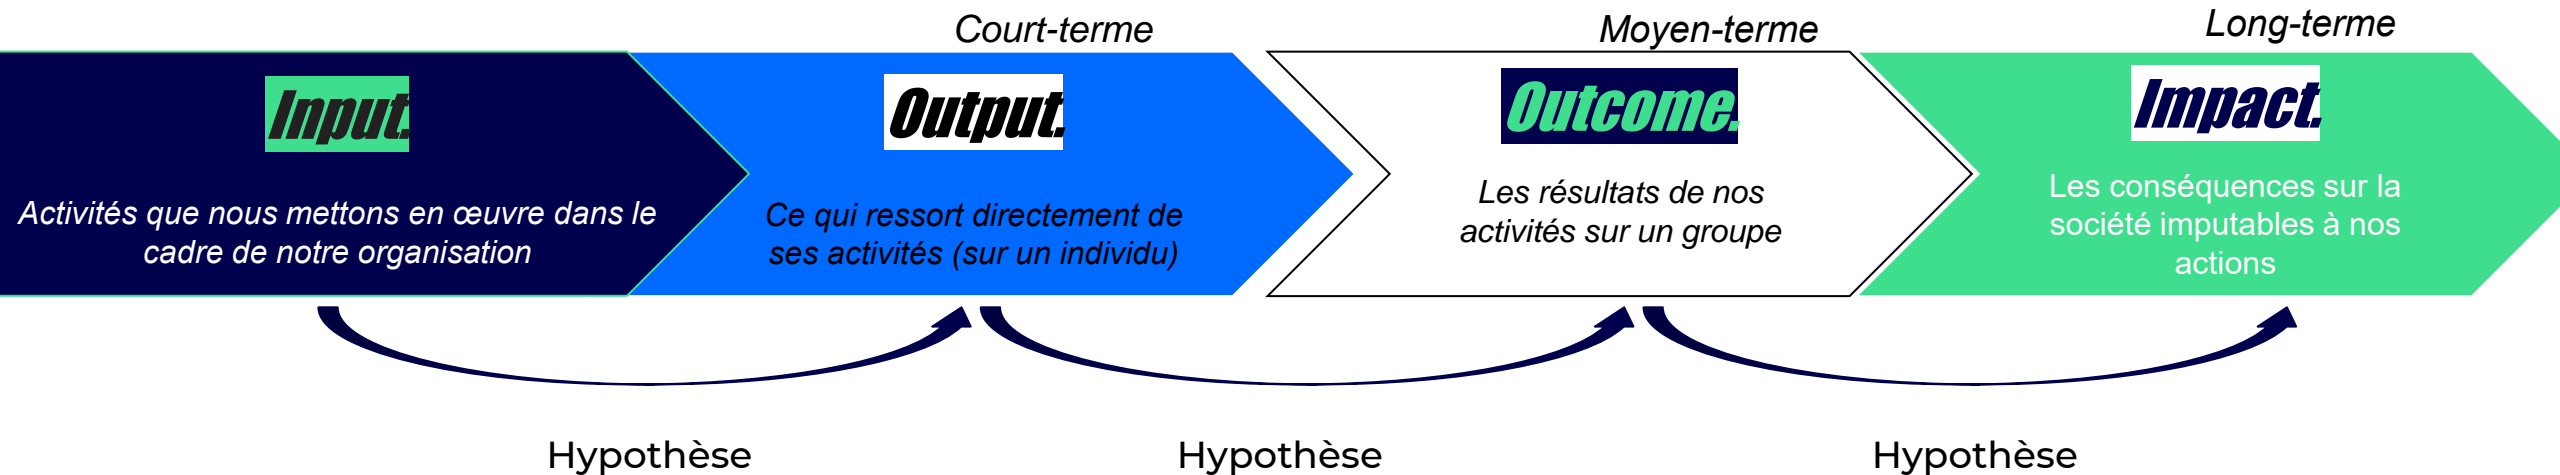 Court-terme
Moyen-terme
Long-terme
Input.
Activités que nous mettons en œuvre dans le
cadre de notre organisation
Output.
Ce qui ressort directement de
ses activités (sur un individu)
Outcome.
Les résultats de nos
activités sur un groupe
Impact.
Les conséquences sur la
société imputables à nos
actions
Hypothèse
Hypothèse
Hypothèse